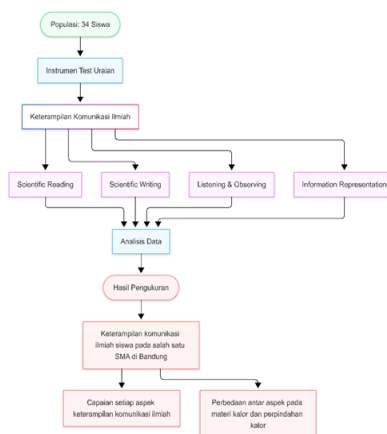 Populasi: 34 Siswa
Instrumen Test Uraian
Keterampilan Komunikasi Ilmiah
Scientific Reading
Scientific Writing
Listening & Observing
Information Representation
Analisis Data
Hasil Pengukuran
Keterampilan komunikasi
ilmiah siswa pada salah satu
SMA di Bandung
Capaian setiap aspek
keterampilan komunikasi ilmiah
Perbedaan antar aspek pada
materi kalor dan perpindahan
kalor